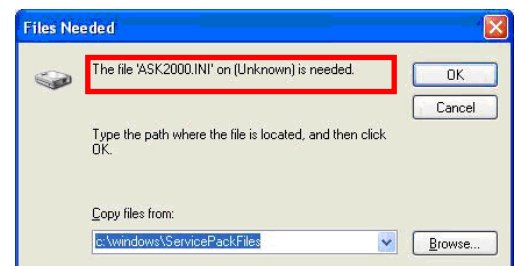 Files Needed
The file 'ASK2000.INI' on (Unknown) is needed.
OK
Cancel
Type the path where the file is located, and then click
OK.
Copy files from:
c:\windows\ServicePackFiles
Browse...